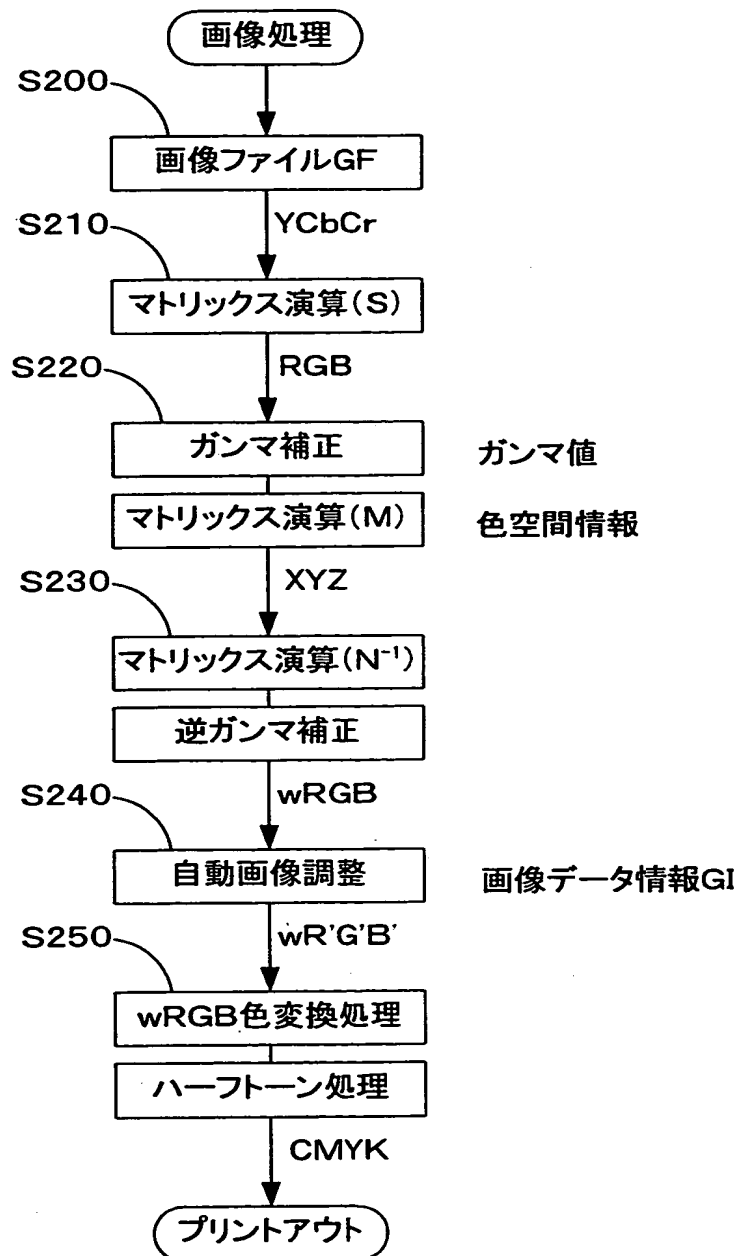 画像処理
S200
画像ファイルGF
S210
YCbCr
マトリックス演算(S)
S220
RGB
ガンマ補正
ガンマ値
マトリックス演算(M)
色空間情報
S230
XYZ
マトリックス演算(N⁻¹)
逆ガンマ補正
S240
wRGB
自動画像調整
画像データ情報GI
S250
wR'G'B'
wRGB色変換処理
ハーフトーン処理
CMYK
プリントアウト